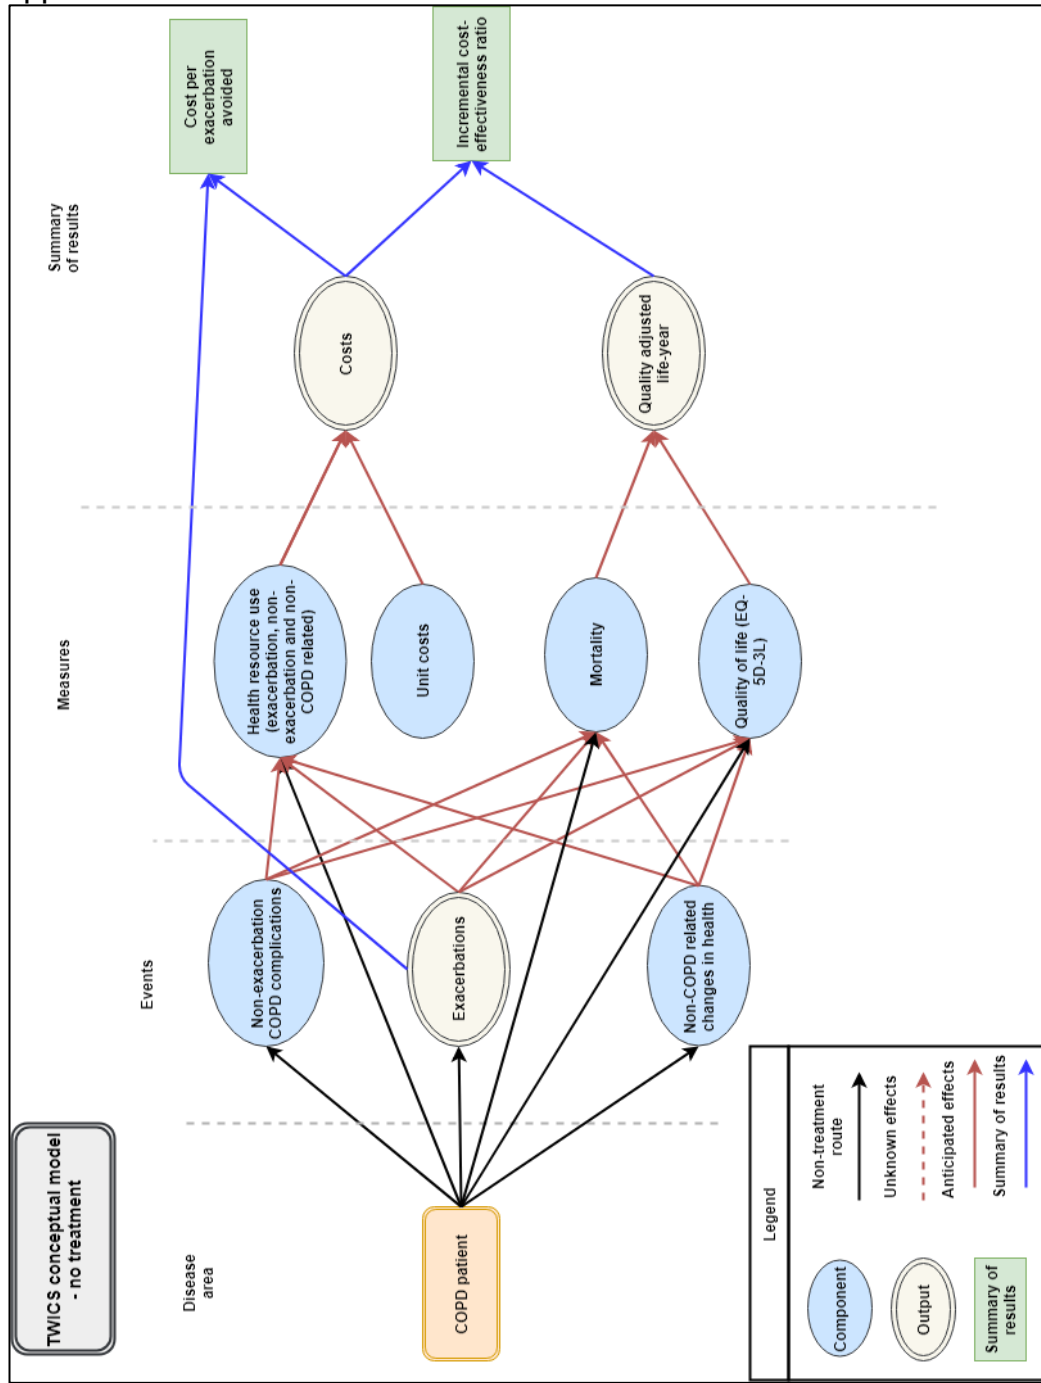 TWICS conceptual model
- no treatment
Disease
area
Events
Measures
Summary
of results
COPD patient
Non-exacerbation
COPD complications
Exacerbations
Non-COPD related
changes in health
Health resource use
(exacerbation, non-
exacerbation and non-
COPD related)
Unit costs
Mortality
Quality of life (EQ-
5D-3L)
Costs
Quality adjusted
life-year
Cost per
exacerbation
avoided
Incremental cost-
effectiveness ratio
Legend
Component
Output
Summary of
results
Non-treatment
route
Unknown effects
Anticipated effects
Summary of results